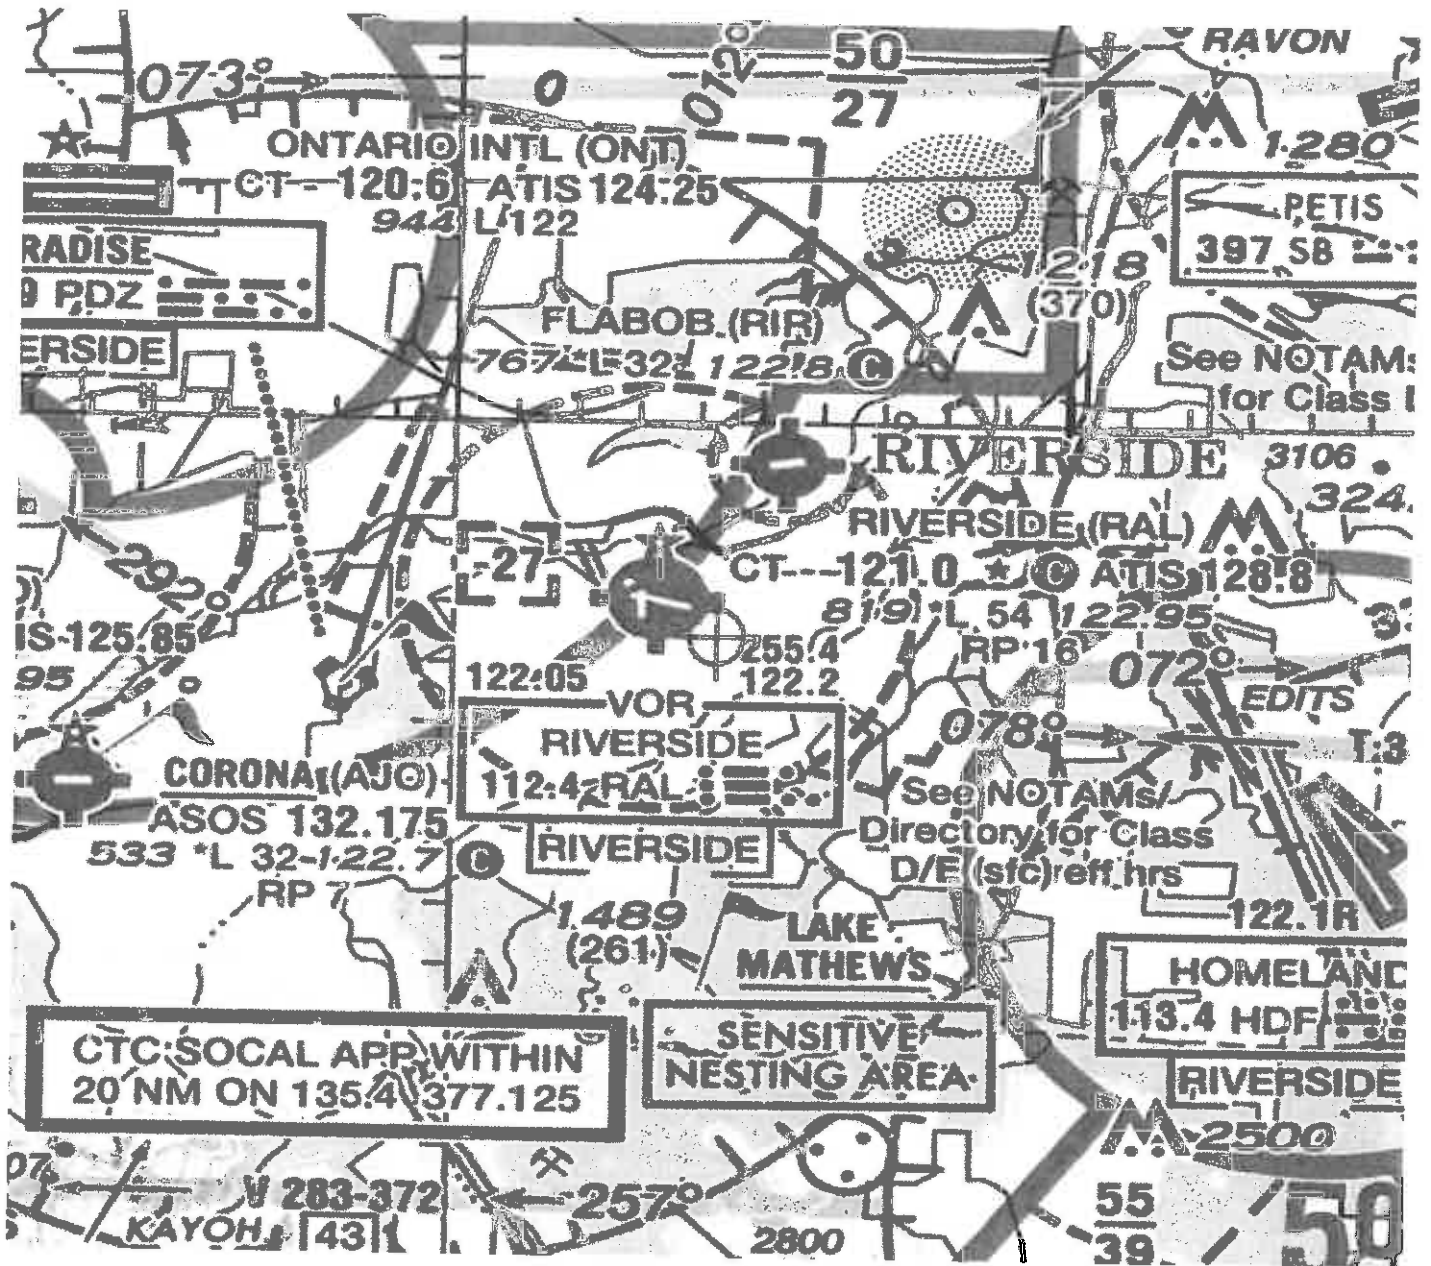 RAVON
073°
0
012°
50
27
1280
ONTARIO INTL (ONT)
CT - 120.6 ATIS 124.25
944 L 122
PETIS
397 SB
RADISE
PDZ
1218
(370)
FLABOB (RIR)
767 *L 32 122.8 C
ERSIDE
See NOTAMs
for Class
RIVERSIDE
3106
324
RIVERSIDE (RAL)
CT - 121.0 ★ C ATIS 128.8
819 *L 54 122.95
RP 16
-27
292°
IS 125.85
95
255.4
122.05
122.2
072°
EDITS
VOR
RIVERSIDE
112.4 RAL
RIVERSIDE
078°
CORONA (AJO)
ASOS 132.175
533 *L 32 122.7 C
RP 7
See NOTAMs/
Directory for Class
D/E (sfc) eff hrs
122.1R
1489
(261)
LAKE
MATHEWS
HOMELAND
113.4 HDF
RIVERSIDE
CTC SOCAL APP WITHIN
20 NM ON 135.4 377.125
SENSITIVE
NESTING AREA
2500
07
V 283-372
257°
KAYOH
43
2800
55
39
58